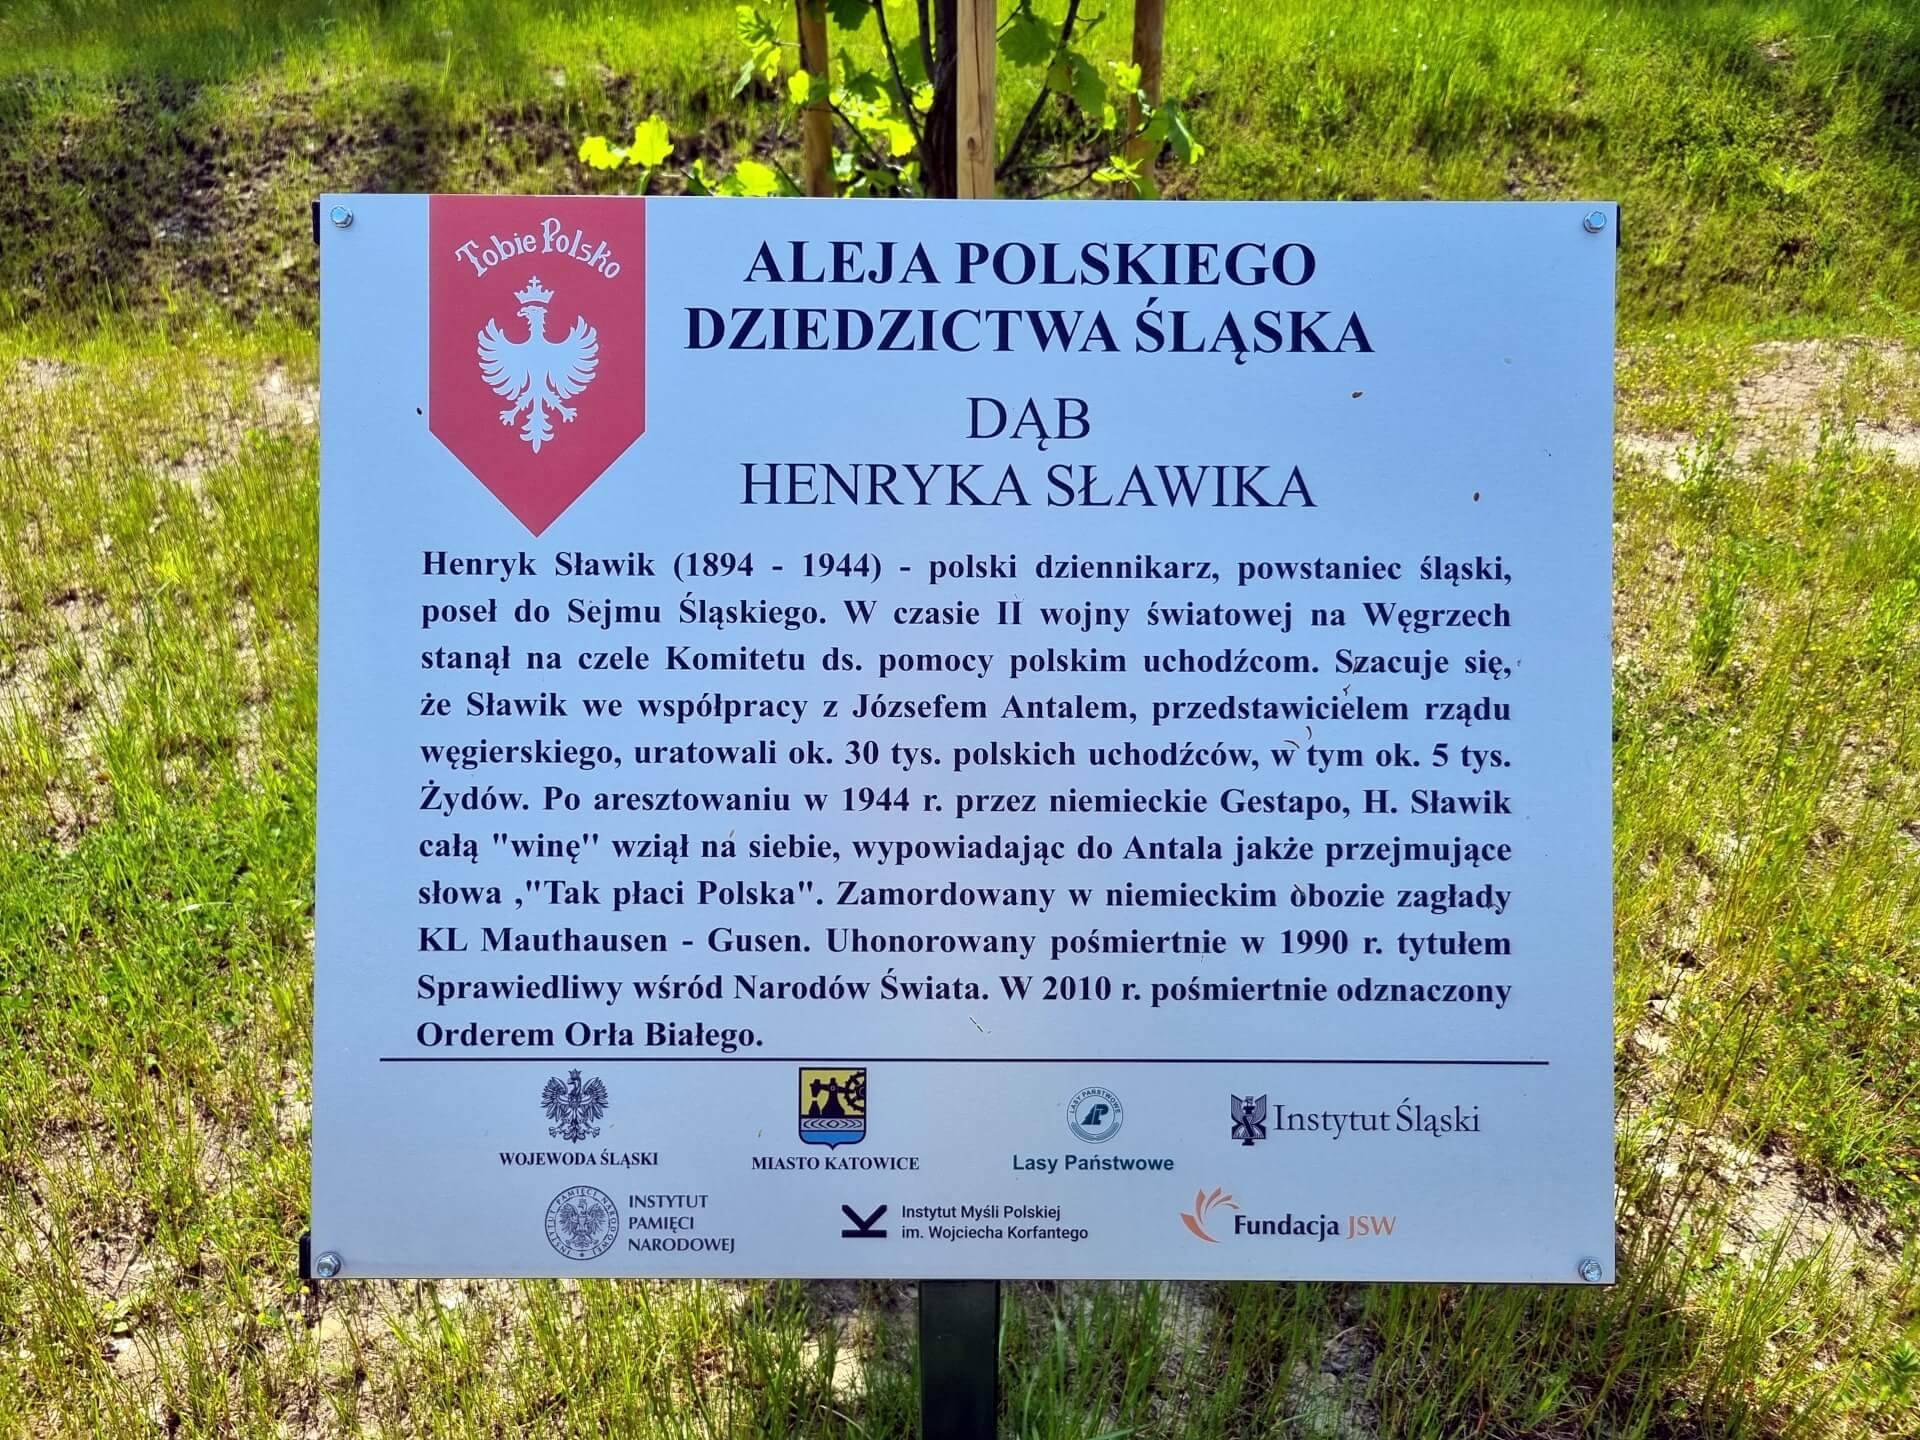 Tobie Polsko
ALEJA POLSKIEGO
DZIEDZICTWA ŚLĄSKA
DĄB
HENRYKA SŁAWIKA
Henryk Sławik (1894 - 1944) - polski dziennikarz, powstaniec śląski,
poseł do Sejmu Śląskiego. W czasie II wojny światowej na Węgrzech
stanął na czele Komitetu ds. pomocy polskim uchodźcom. Szacuje się,
że Sławik we współpracy z Józsefem Antalem, przedstawicielem rządu
węgierskiego, uratowali ok. 30 tys. polskich uchodźców, w tym ok. 5 tys.
Żydów. Po aresztowaniu w 1944 r. przez niemieckie Gestapo, H. Sławik
całą "winę" wziął na siebie, wypowiadając do Antala jakże przejmujące
słowa ,"Tak płaci Polska". Zamordowany w niemieckim obozie zagłady
KL Mauthausen - Gusen. Uhonorowany pośmiertnie w 1990 r. tytułem
Sprawiedliwy wśród Narodów Świata. W 2010 r. pośmiertnie odznaczony
Orderem Orła Białego.
WOJEWODA ŚLĄSKI
MIASTO KATOWICE
LASY PAŃSTWOWE
Lasy Państwowe
Instytut Śląski
INSTYTUT PAMIĘCI NARODOWEJ
INSTYTUT
PAMIĘCI
NARODOWEJ
Instytut Myśli Polskiej
im. Wojciecha Korfantego
Fundacja JSW